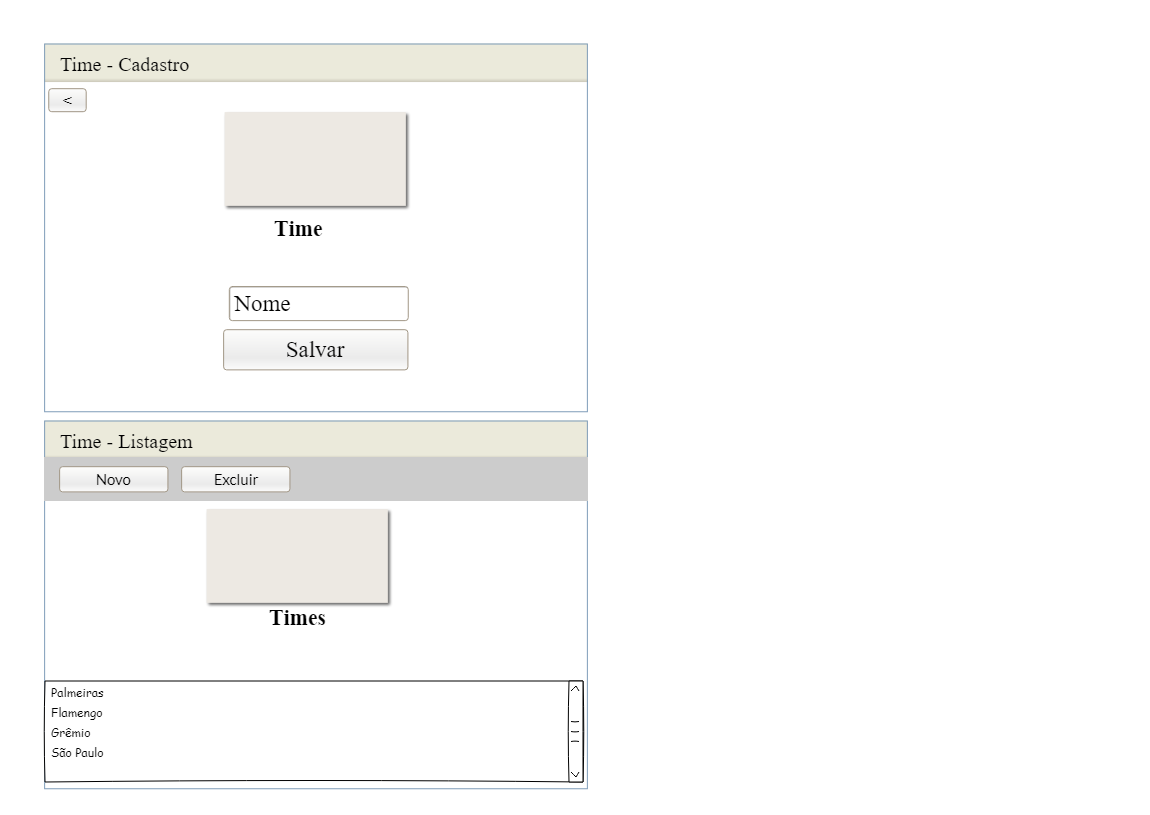 Time - Cadastro
<
Time
Nome
Salvar
Time - Listagem
Novo Excluir
Times
Palmeiras
Flamengo
Grêmio
São Paulo